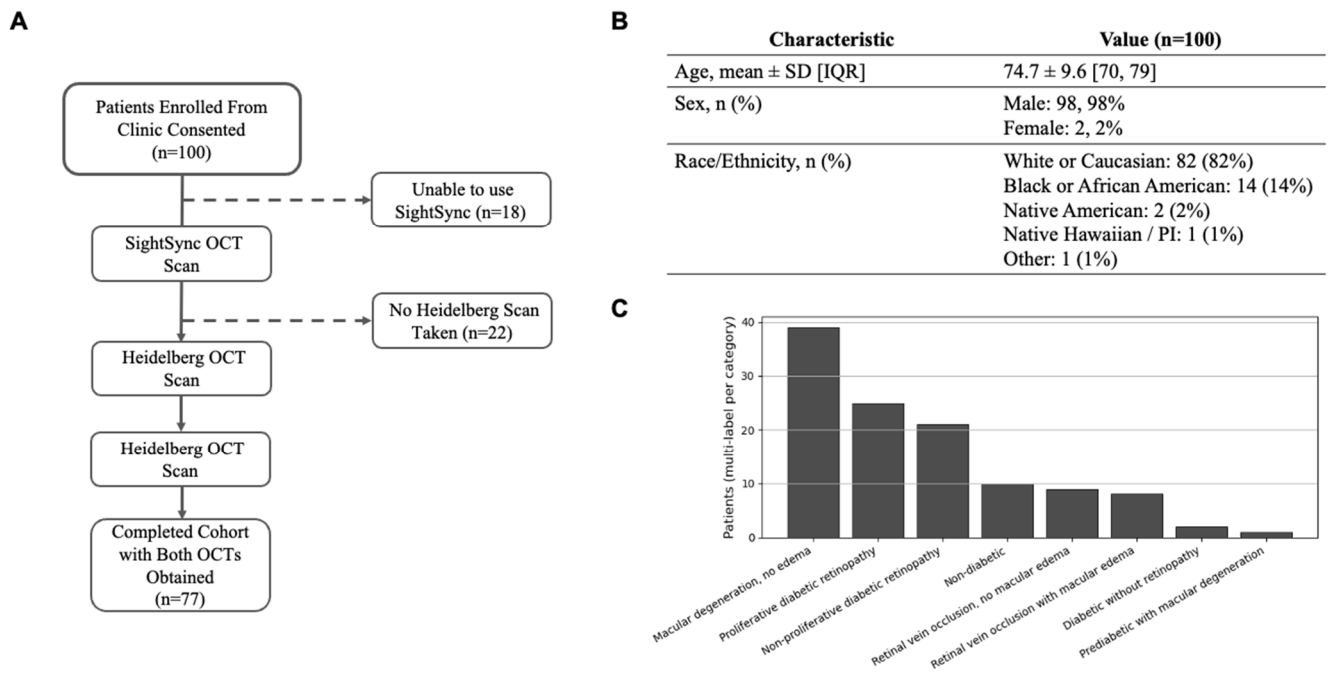 A
Patients Enrolled From
Clinic Consented
(n=100)
Unable to use
SightSync (n=18)
SightSync OCT
Scan
No Heidelberg Scan
Taken (n=22)
Heidelberg OCT
Scan
Heidelberg OCT
Scan
Completed Cohort
with Both OCTs
Obtained
(n=77)
B
Characteristic Value (n=100)
Age, mean ± SD [IQR] 74.7 ± 9.6 [70, 79]
Sex, n (%) Male: 98, 98%
Female: 2, 2%
Race/Ethnicity, n (%) White or Caucasian: 82 (82%)
Black or African American: 14 (14%)
Native American: 2 (2%)
Native Hawaiian / PI: 1 (1%)
Other: 1 (1%)
C
Patients (multi-label per category)
40
30
20
10
0
Macular degeneration, no edema
Proliferative diabetic retinopathy
Non-proliferative diabetic retinopathy
Non-diabetic
Retinal vein occlusion, no macular edema
Retinal vein occlusion with macular edema
Diabetic without retinopathy
Prediabetic with macular degeneration